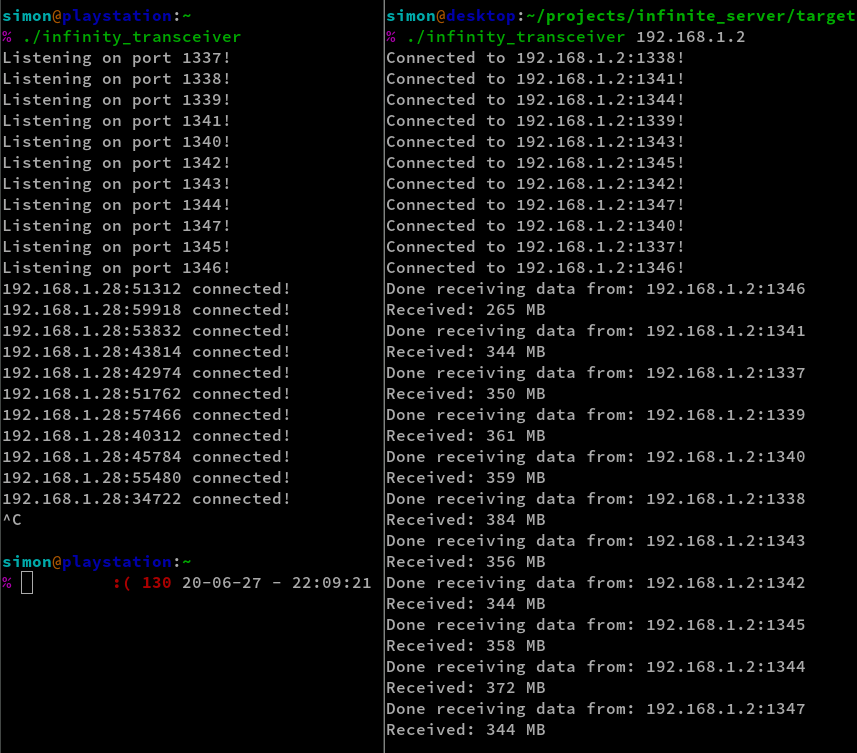 simon@playstation:~
% ./infinity_transceiver
Listening on port 1337!
Listening on port 1338!
Listening on port 1339!
Listening on port 1341!
Listening on port 1340!
Listening on port 1342!
Listening on port 1343!
Listening on port 1344!
Listening on port 1347!
Listening on port 1345!
Listening on port 1346!
192.168.1.28:51312 connected!
192.168.1.28:59918 connected!
192.168.1.28:53832 connected!
192.168.1.28:43814 connected!
192.168.1.28:42974 connected!
192.168.1.28:51762 connected!
192.168.1.28:57466 connected!
192.168.1.28:40312 connected!
192.168.1.28:45784 connected!
192.168.1.28:55480 connected!
192.168.1.28:34722 connected!
^C
simon@playstation:~
% :( 130 20-06-27 - 22:09:21
simon@desktop:~/projects/infinite_server/target
% ./infinity_transceiver 192.168.1.2
Connected to 192.168.1.2:1338!
Connected to 192.168.1.2:1341!
Connected to 192.168.1.2:1344!
Connected to 192.168.1.2:1339!
Connected to 192.168.1.2:1343!
Connected to 192.168.1.2:1345!
Connected to 192.168.1.2:1342!
Connected to 192.168.1.2:1347!
Connected to 192.168.1.2:1340!
Connected to 192.168.1.2:1337!
Connected to 192.168.1.2:1346!
Done receiving data from: 192.168.1.2:1346
Received: 265 MB
Done receiving data from: 192.168.1.2:1341
Received: 344 MB
Done receiving data from: 192.168.1.2:1337
Received: 350 MB
Done receiving data from: 192.168.1.2:1339
Received: 361 MB
Done receiving data from: 192.168.1.2:1340
Received: 359 MB
Done receiving data from: 192.168.1.2:1338
Received: 384 MB
Done receiving data from: 192.168.1.2:1343
Received: 356 MB
Done receiving data from: 192.168.1.2:1342
Received: 344 MB
Done receiving data from: 192.168.1.2:1345
Received: 358 MB
Done receiving data from: 192.168.1.2:1344
Received: 372 MB
Done receiving data from: 192.168.1.2:1347
Received: 344 MB